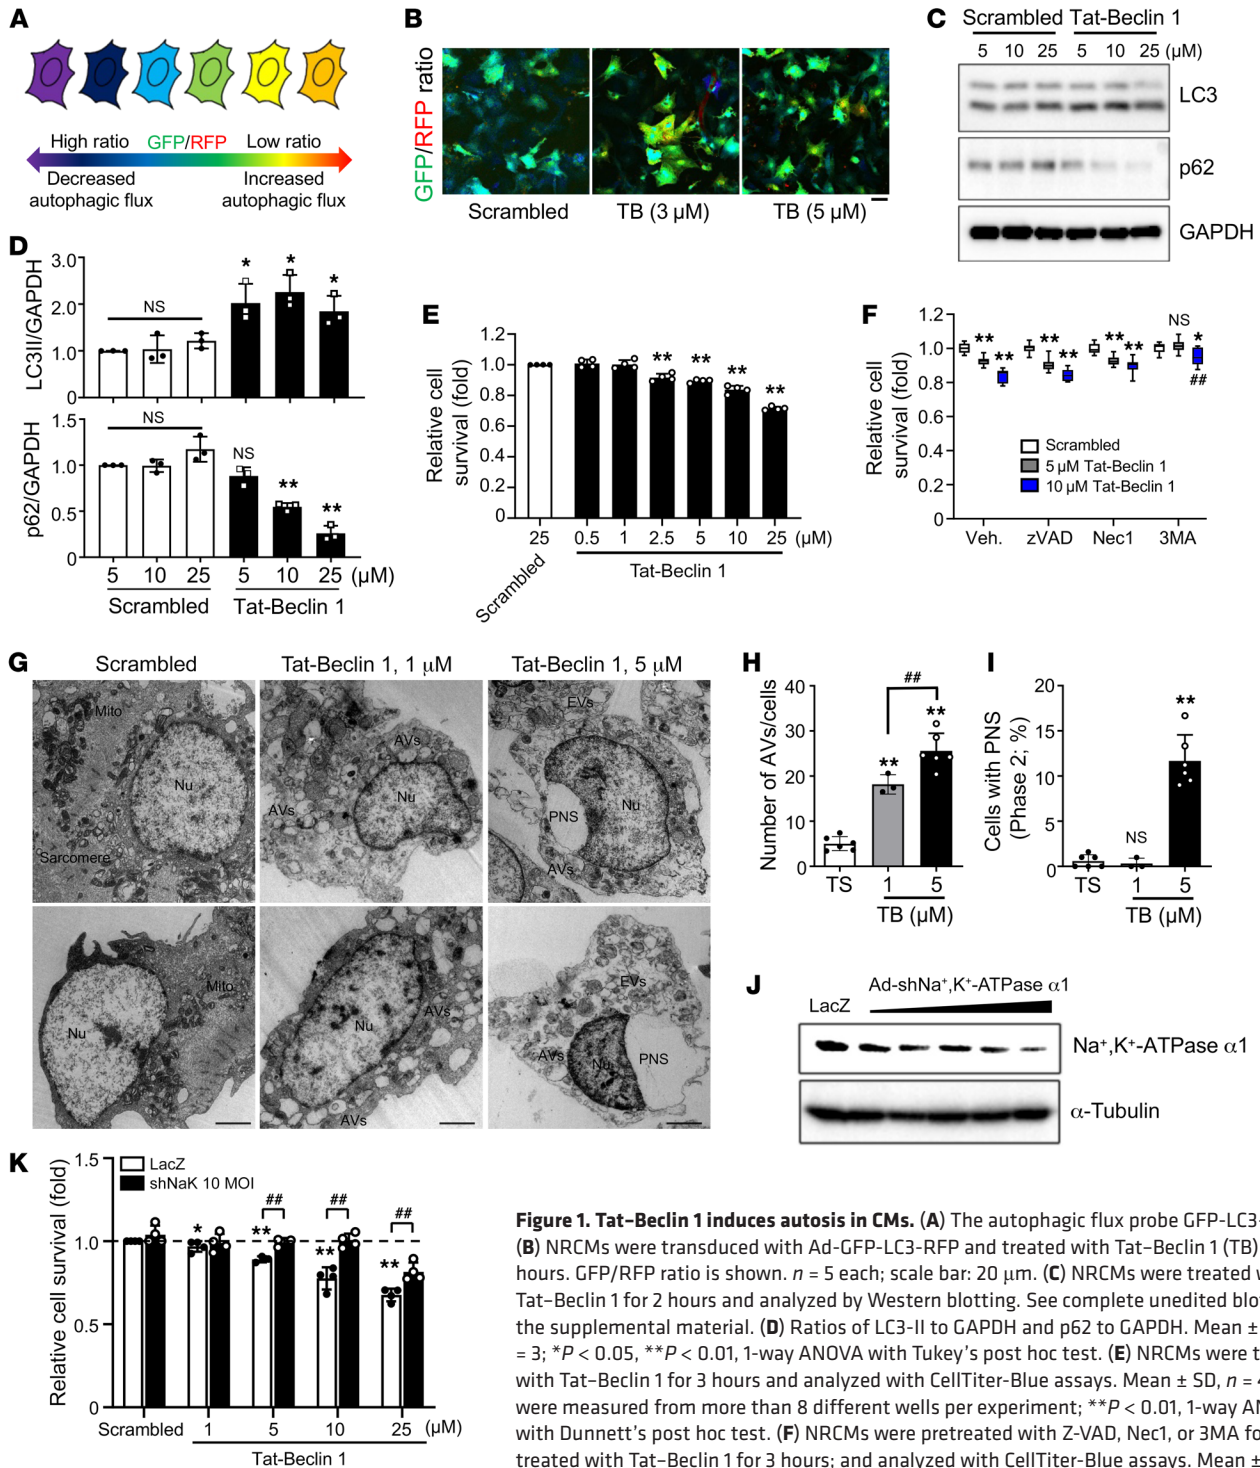 A
High ratio GFP/RFP Low ratio
Decreased autophagic flux
Increased autophagic flux
B
GFP/RFP ratio
Scrambled
TB (3 µM)
TB (5 µM)
C
Scrambled Tat-Beclin 1
5 10 25 5 10 25 (µM)
LC3
p62
GAPDH
D
LC3II/GAPDH
3.0
2.0
1.0
0
NS
* * *
p62/GAPDH
1.5
1.0
0.5
0
NS
NS
** **
5 10 25 5 10 25 (µM)
Scrambled Tat-Beclin 1
E
Relative cell survival (fold)
1.2
1.0
0.8
0.6
0.4
0.2
0
** ** ** **
25 0.5 1 2.5 5 10 25 (µM)
Scrambled
Tat-Beclin 1
F
Relative cell survival (fold)
1.2
1.0
0.8
0.6
0.4
0.2
0
** ** ** ** ** ** NS *
##
Scrambled
5 µM Tat-Beclin 1
10 µM Tat-Beclin 1
Veh. zVAD Nec1 3MA
G
Scrambled
Tat-Beclin 1, 1 µM
Tat-Beclin 1, 5 µM
Mito
Nu
Sarcomere
AVs
Nu
AVs
EVs
Nu
PNS
AVs
Mito
Nu
Nu
AVs
AVs
EVs
AVs
Nu
PNS
H
Number of AVs/cells
40
30
20
10
0
##
** **
TS 1 5
TB (µM)
I
Cells with PNS (Phase 2; %)
20
15
10
5
0
NS
**
TS 1 5
TB (µM)
J
LacZ Ad-shNa⁺,K⁺-ATPase α1
Na⁺,K⁺-ATPase α1
α-Tubulin
K
Relative cell survival (fold)
1.5
1.0
0.5
0
LacZ
shNaK 10 MOI
* ** ** **
## ## ##
Scrambled 1 5 10 25 (µM)
Tat-Beclin 1
Figure 1. Tat–Beclin 1 induces autosis in CMs. (A) The autophagic flux probe GFP-LC3-
(B) NRCMs were transduced with Ad-GFP-LC3-RFP and treated with Tat–Beclin 1 (TB)
hours. GFP/RFP ratio is shown. n = 5 each; scale bar: 20 µm. (C) NRCMs were treated
Tat–Beclin 1 for 2 hours and analyzed by Western blotting. See complete unedited
the supplemental material. (D) Ratios of LC3-II to GAPDH and p62 to GAPDH. Mean ±
= 3; *P < 0.05, **P < 0.01, 1-way ANOVA with Tukey's post hoc test. (E) NRCMs were
with Tat–Beclin 1 for 3 hours and analyzed with CellTiter-Blue assays. Mean ± SD, n =
were measured from more than 8 different wells per experiment; **P < 0.01, 1-way
with Dunnett's post hoc test. (F) NRCMs were pretreated with Z-VAD, Nec1, or 3MA
treated with Tat–Beclin 1 for 3 hours; and analyzed with CellTiter-Blue assays. Mean ±